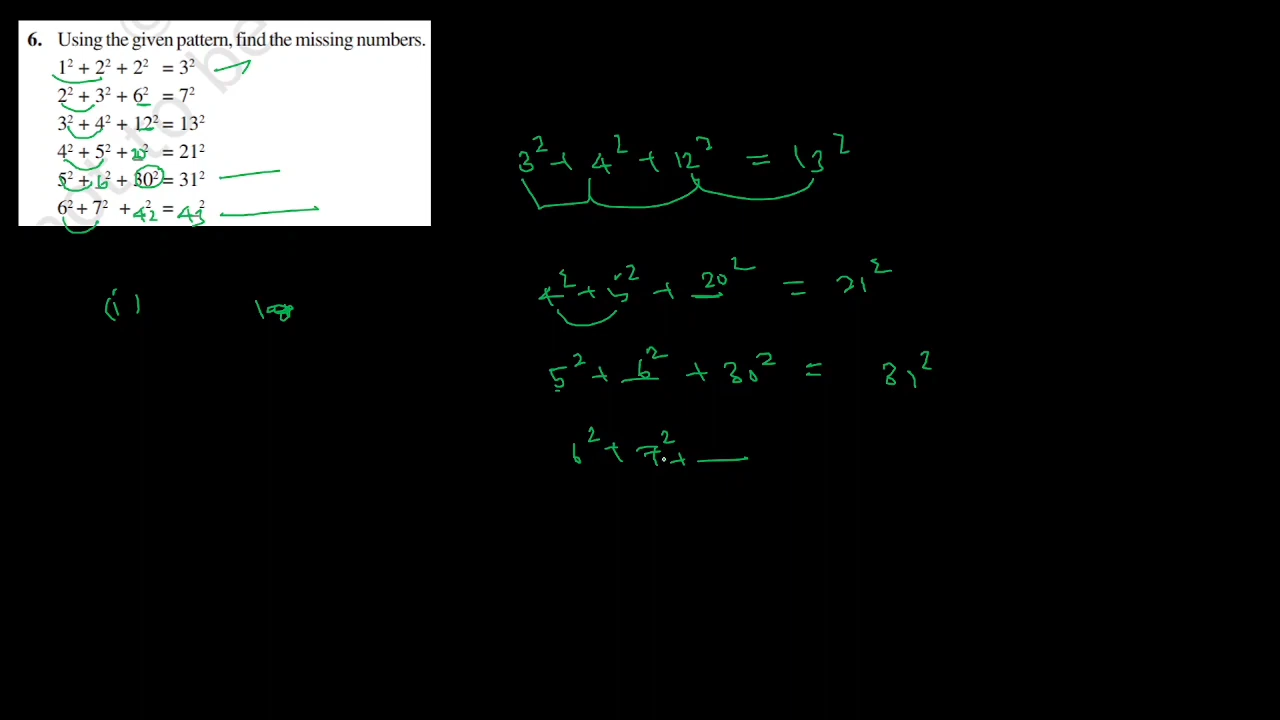 6. Using the given pattern, find the missing numbers.
1² + 2² + 2² = 3²
2² + 3² + 6² = 7²
3² + 4² + 12² = 13²
4² + 5² + 20² = 21²
5² + 6² + 30² = 31²
6² + 7² + 42² = 43²
3² + 4² + 12² = 13²
4² + 5² + 20² = 21²
(i)
5² + 6² + 30² = 31²
6² + 7² + __